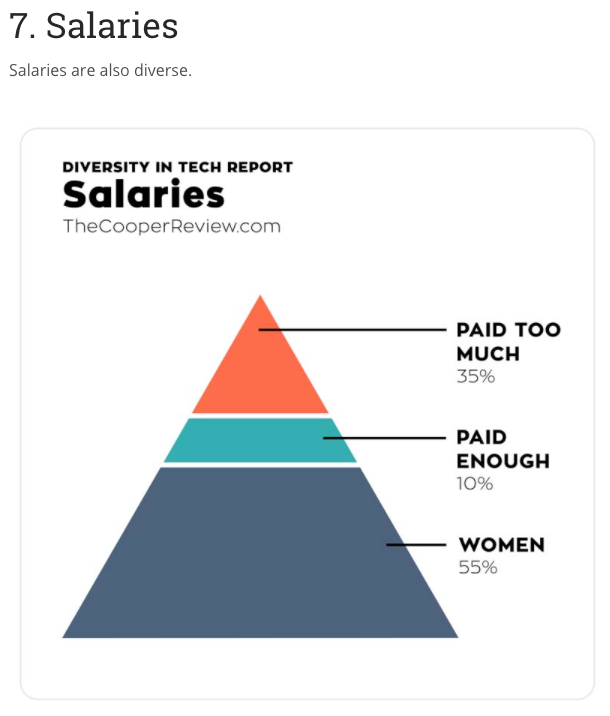 7. Salaries
Salaries are also diverse.
DIVERSITY IN TECH REPORT
Salaries
TheCooperReview.com
PAID TOO
MUCH
35%
PAID
ENOUGH
10%
WOMEN
55%